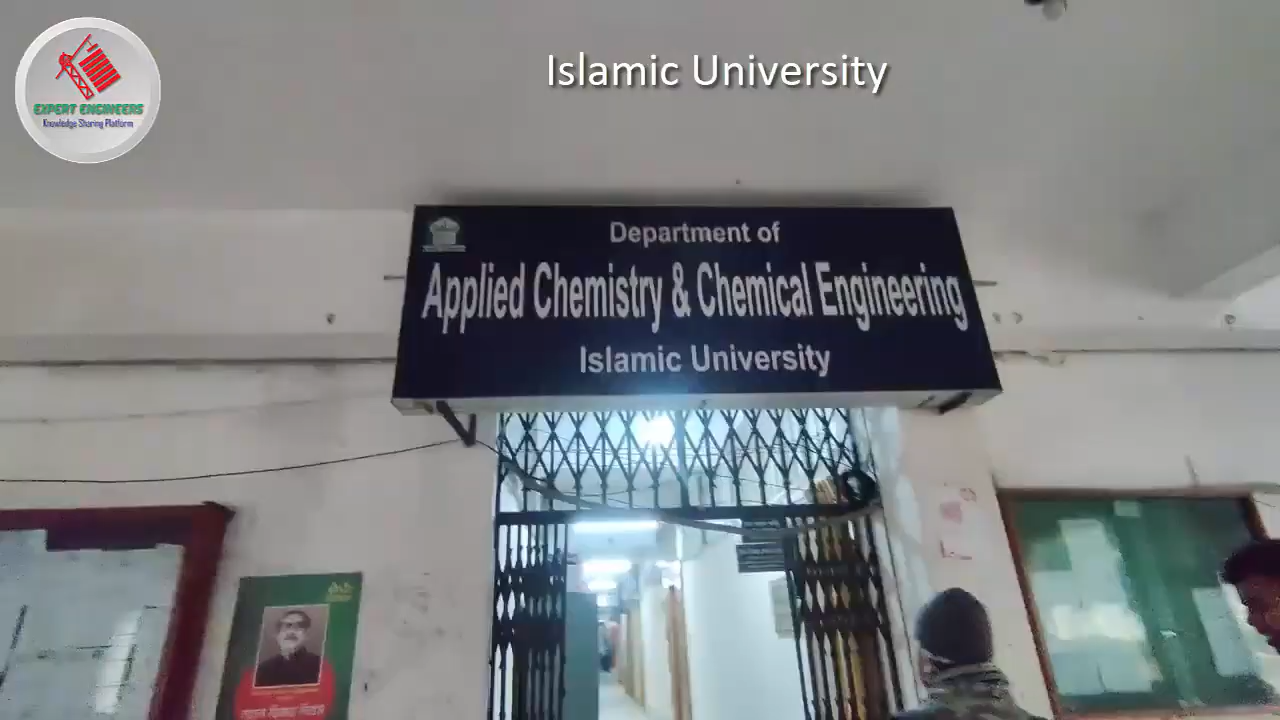 Islamic University
EXPERT ENGINEERS
Knowledge Sharing Platform
Department of
Applied Chemistry & Chemical Engineering
Islamic University